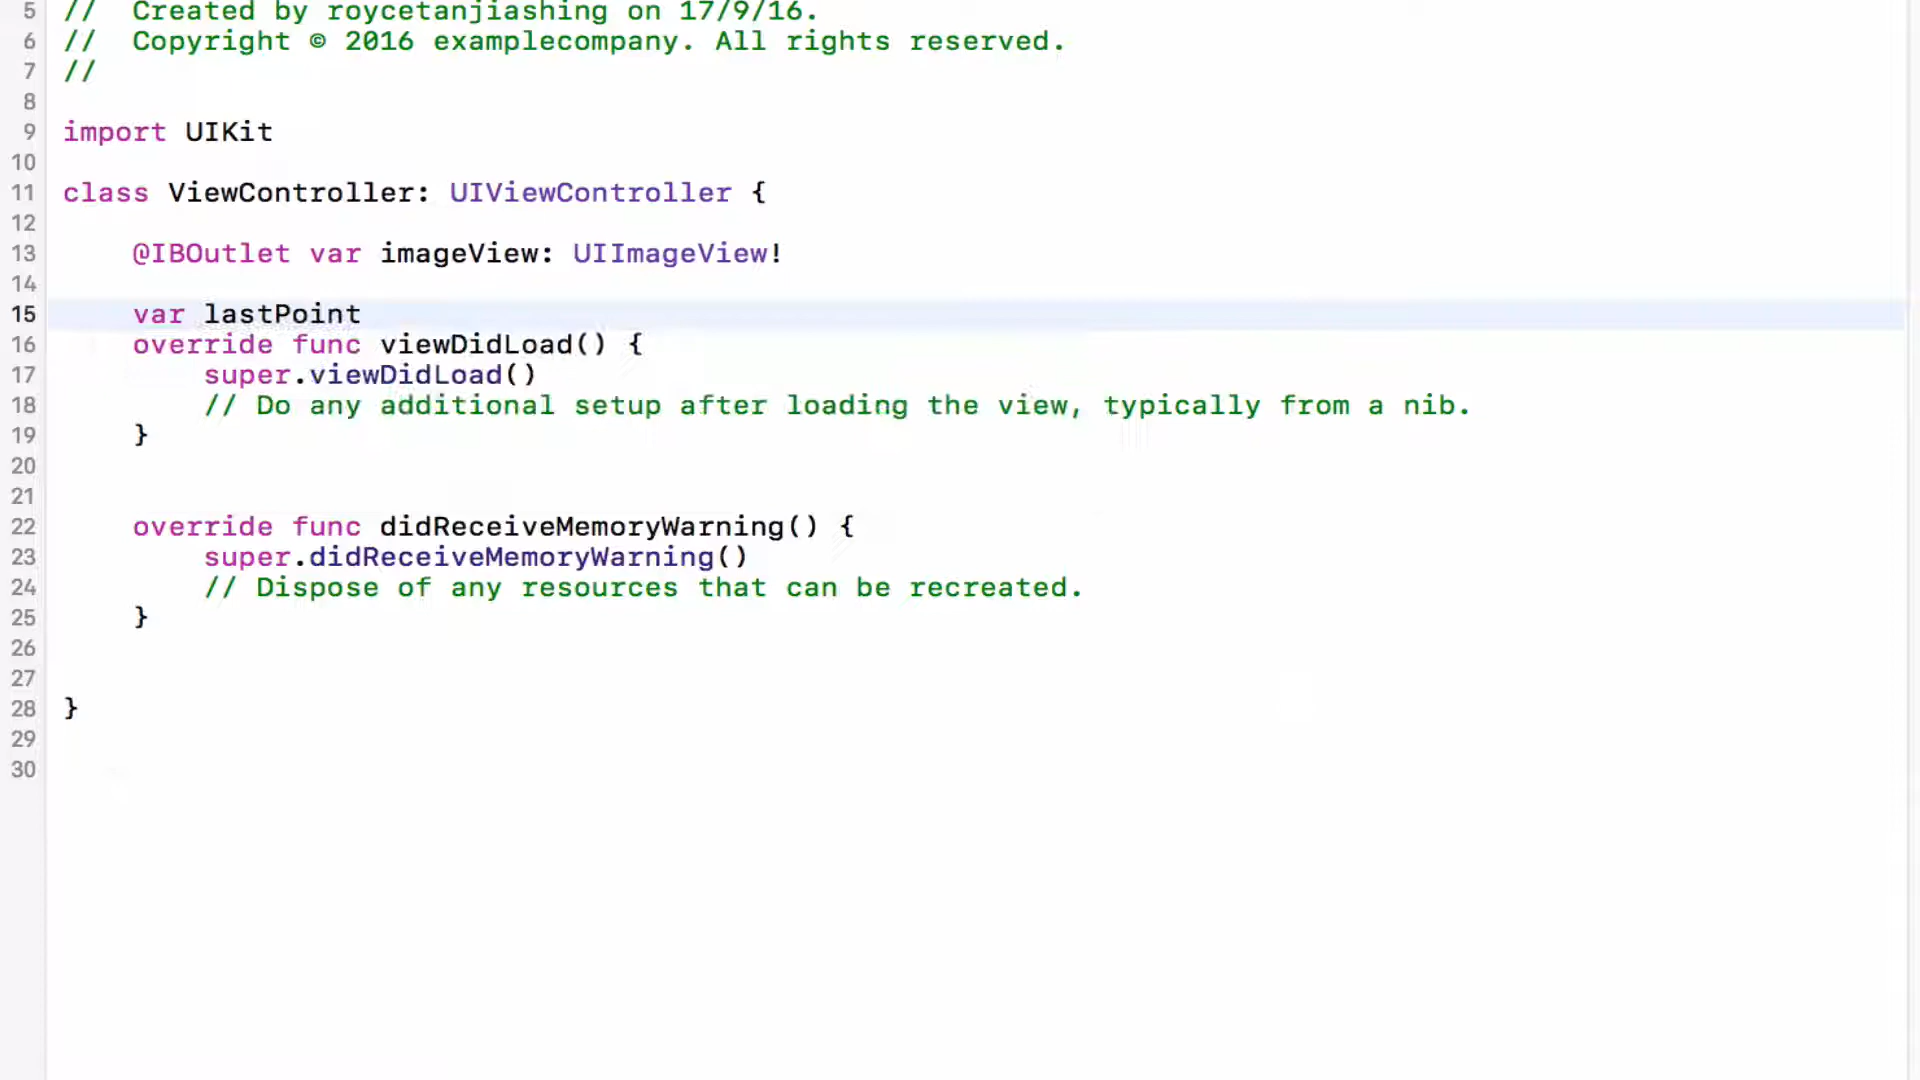 5 //  Created by roycetanjiashing on 17/9/16.
6 //  Copyright © 2016 examplecompany. All rights reserved.
7 //
8
9 import UIKit
10
11 class ViewController: UIViewController {
12
13     @IBOutlet var imageView: UIImageView!
14
15     var lastPoint
16     override func viewDidLoad() {
17         super.viewDidLoad()
18         // Do any additional setup after loading the view, typically from a nib.
19     }
20
21
22     override func didReceiveMemoryWarning() {
23         super.didReceiveMemoryWarning()
24         // Dispose of any resources that can be recreated.
25     }
26
27
28 }
29
30